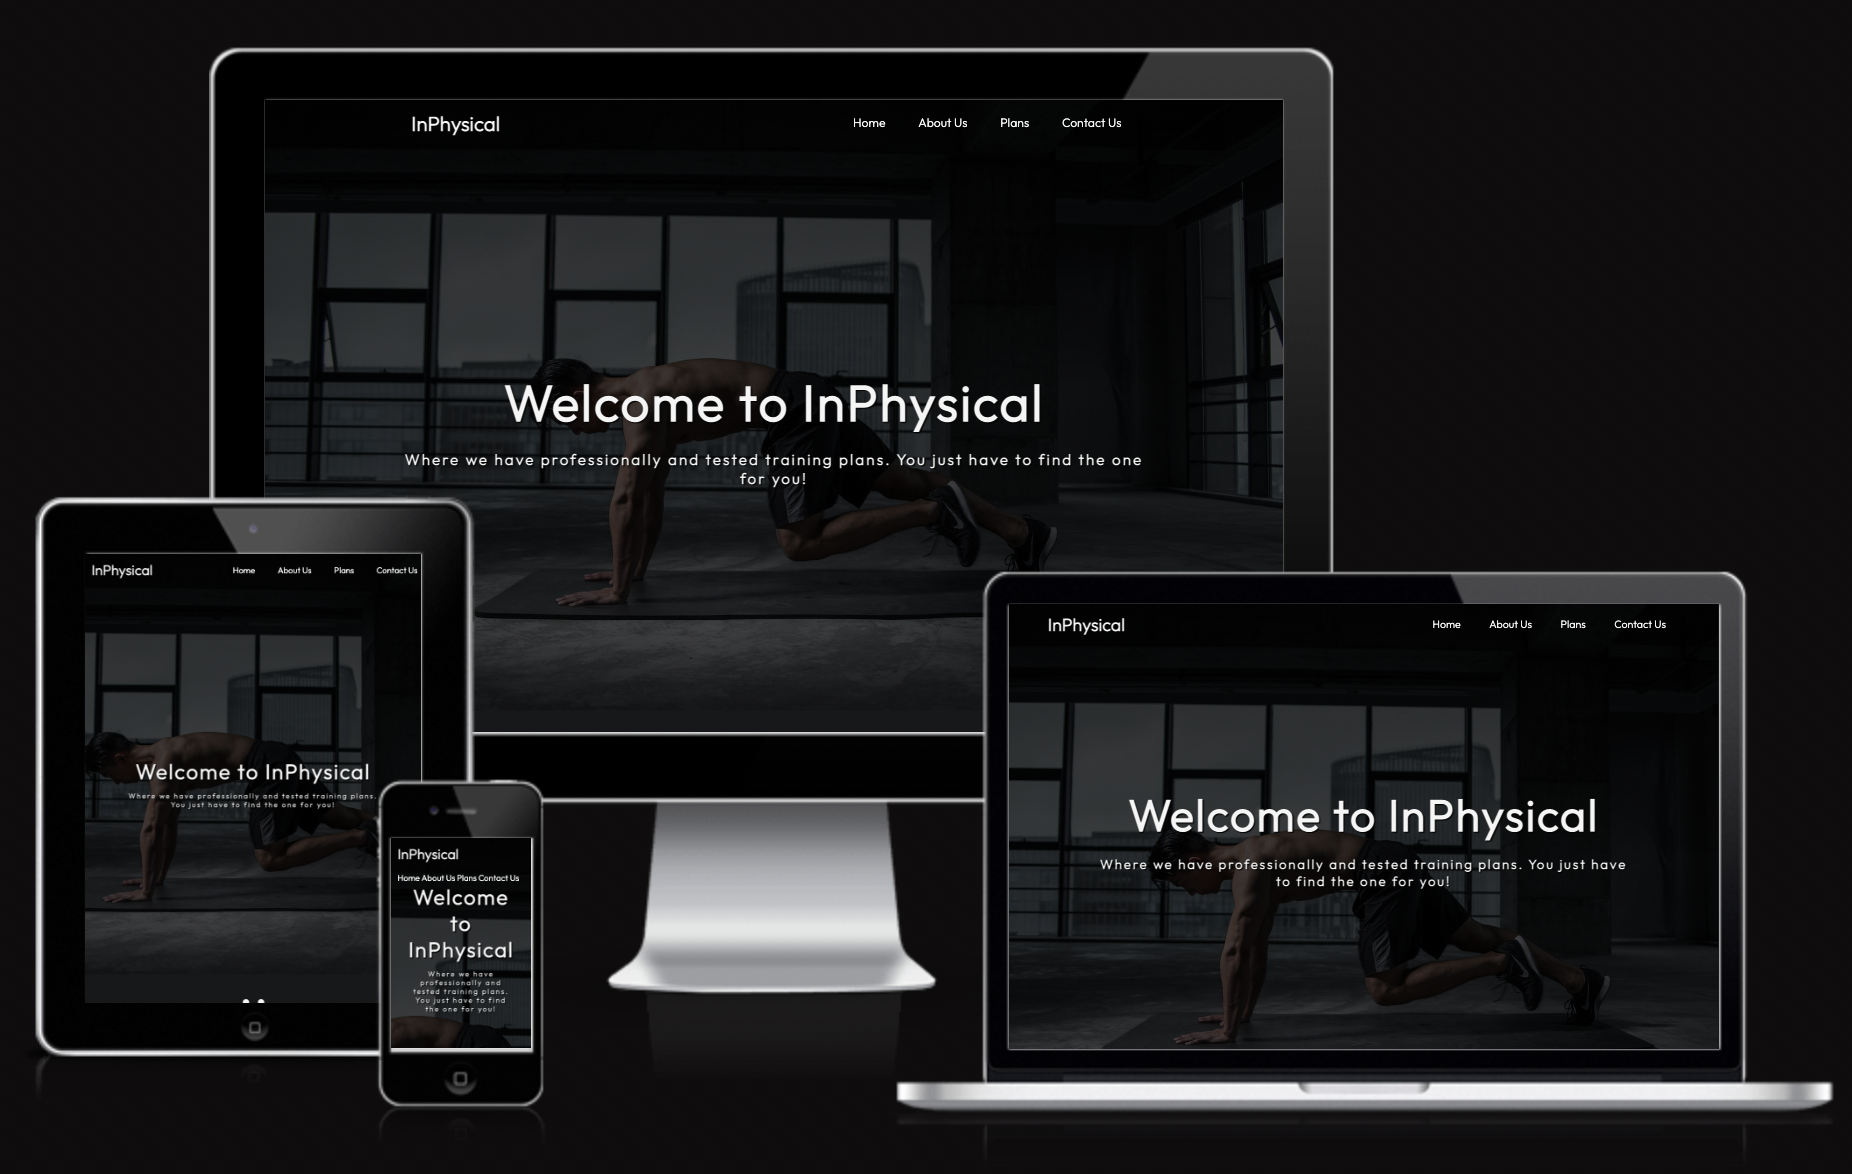 InPhysical
Home About Us Plans Contact Us
Welcome to InPhysical
Where we have professionally and tested training plans. You just have to find the one
for you!
InPhysical
Home About Us Plans Contact Us
Welcome to InPhysical
Where we have professionally and tested training plans.
You just have to find the one for you!
InPhysical
Home About Us Plans Contact Us
Welcome
to
InPhysical
Where we have
professionally and
tested training plans.
You just have to find
the one for you!
InPhysical
Home About Us Plans Contact Us
Welcome to InPhysical
Where we have professionally and tested training plans. You just have
to find the one for you!